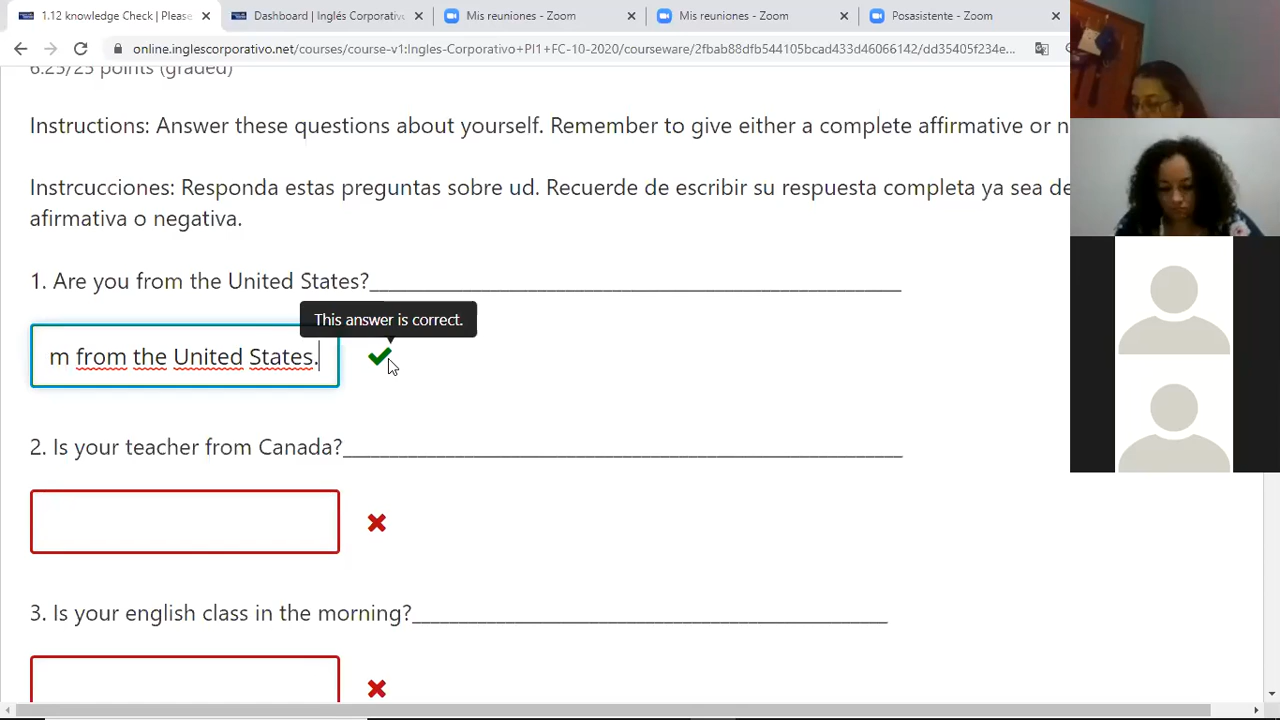 1.12 knowledge Check | Please
Dashboard | Inglés Corporativo
Mis reuniones - Zoom
Mis reuniones - Zoom
Posasistente - Zoom
online.inglescorporativo.net/courses/course-v1:Ingles-Corporativo+PI1+FC-10-2020/courseware/2fbab88dfb544105bcad433d46066142/dd35405f234e...
6.25/25 points (graded)
Instructions: Answer these questions about yourself. Remember to give either a complete affirmative or n
Instrcucciones: Responda estas preguntas sobre ud. Recuerde de escribir su respuesta completa ya sea de
afirmativa o negativa.
1. Are you from the United States?
This answer is correct.
m from the United States.
2. Is your teacher from Canada?
3. Is your english class in the morning?